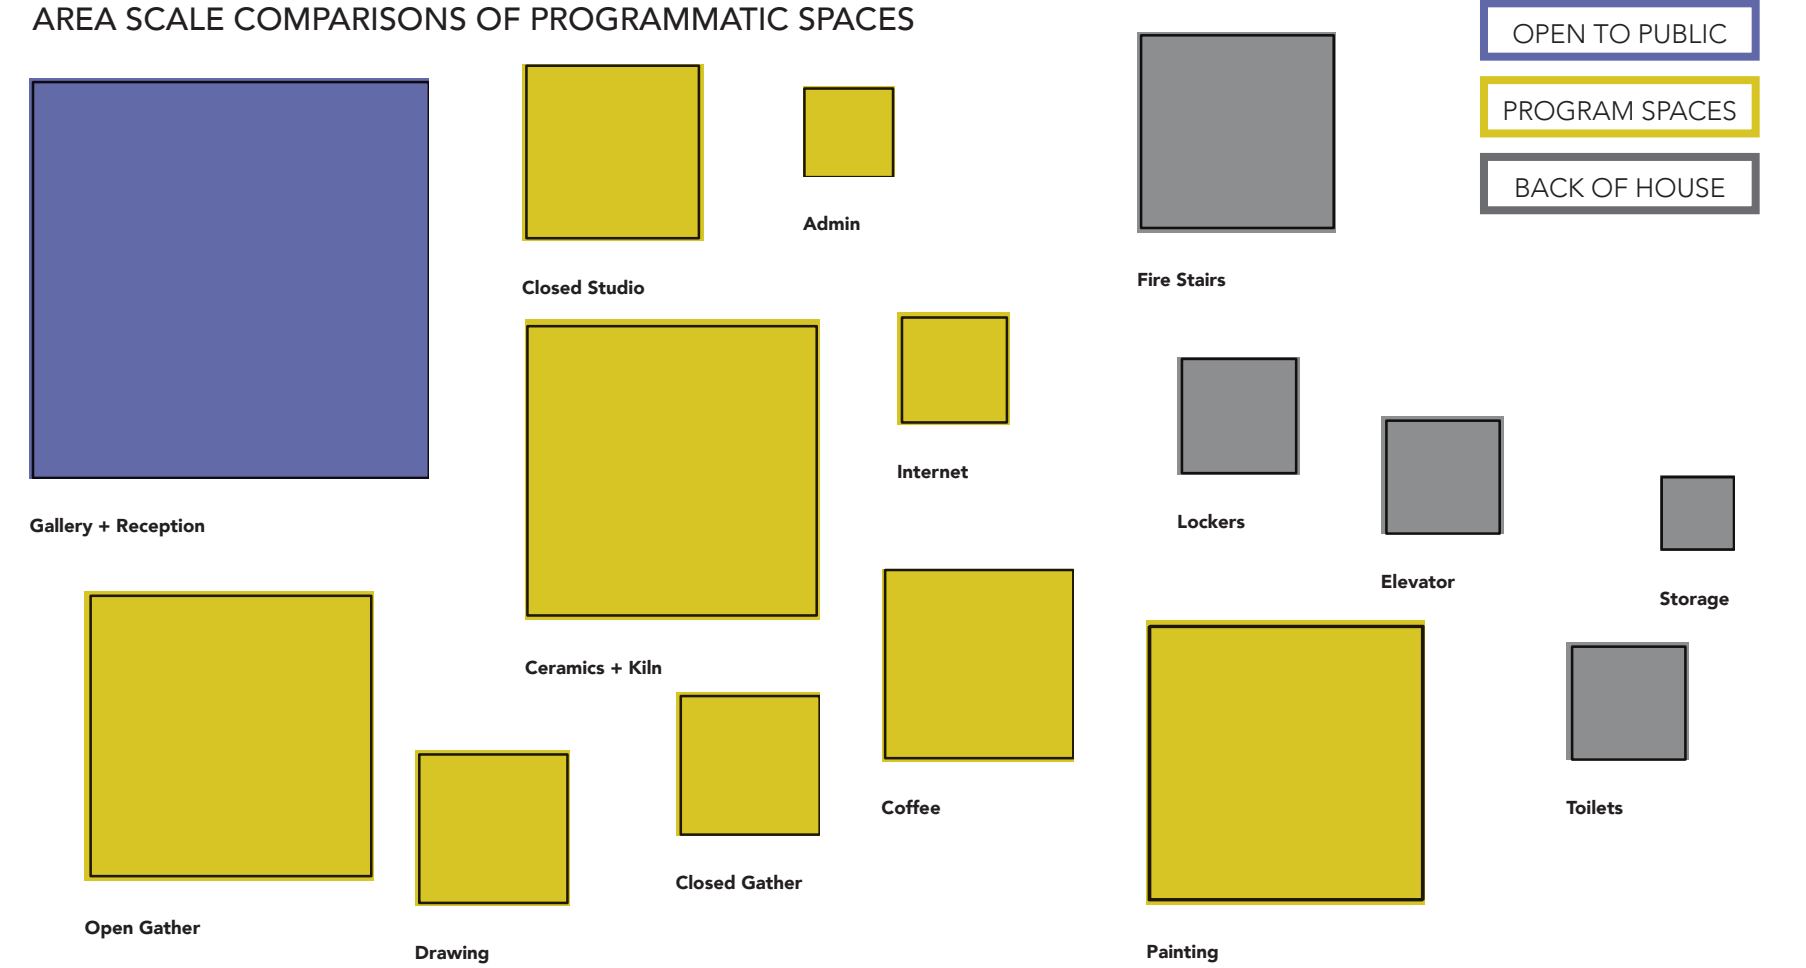 AREA SCALE COMPARISONS OF PROGRAMMATIC SPACES
OPEN TO PUBLIC
PROGRAM SPACES
BACK OF HOUSE
Admin
Fire Stairs
Closed Studio
Internet
Gallery + Reception
Lockers
Elevator
Storage
Ceramics + Kiln
Coffee
Toilets
Closed Gather
Open Gather
Drawing
Painting